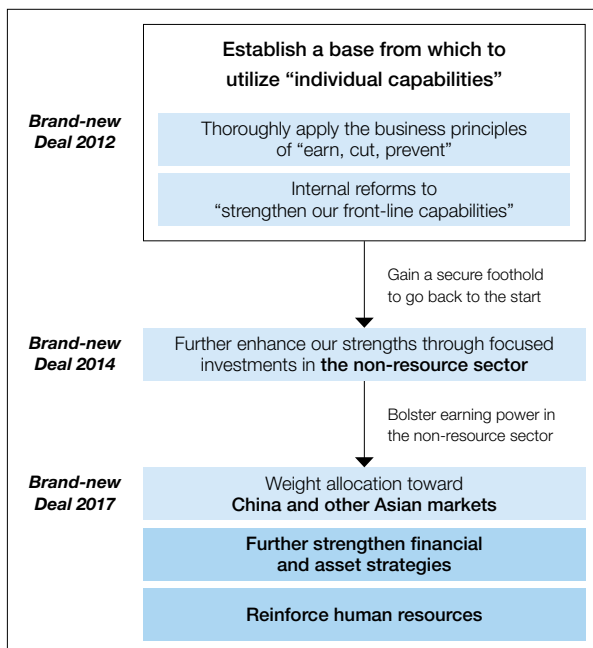 Establish a base from which to
utilize “individual capabilities”
Brand-new
Deal 2012
Thoroughly apply the business principles
of “earn, cut, prevent”
Internal reforms to
“strengthen our front-line capabilities”
Gain a secure foothold
to go back to the start
Brand-new
Deal 2014
Further enhance our strengths through focused
investments in the non-resource sector
Bolster earning power in
the non-resource sector
Brand-new
Deal 2017
Weight allocation toward
China and other Asian markets
Further strengthen financial
and asset strategies
Reinforce human resources